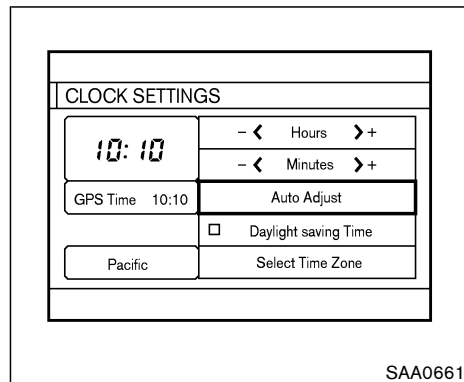 CLOCK SETTINGS
10:10
- ❮ Hours ❯ +
- ❮ Minutes ❯ +
GPS Time 10:10
Auto Adjust
Daylight saving Time
Pacific
Select Time Zone
SAA0661